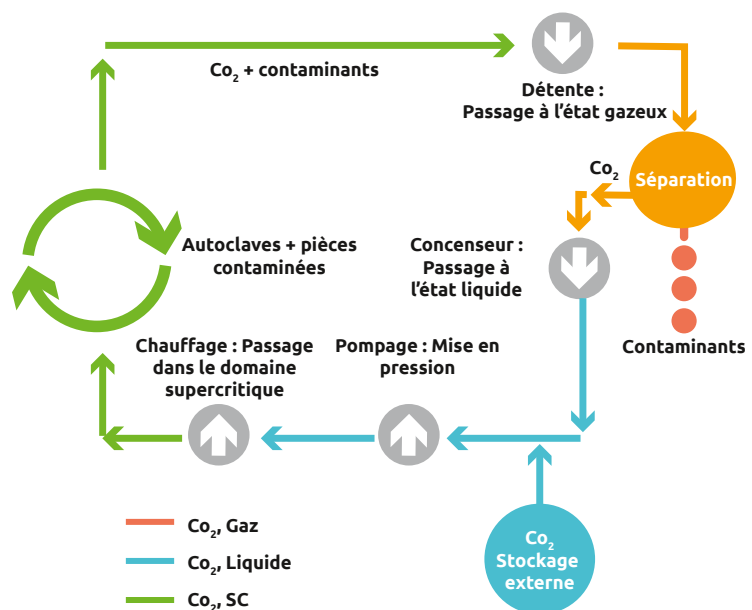 Co₂ + contaminants
Détente :
Passage à l'état gazeux
Co₂
Séparation
Autoclaves + pièces
contaminées
Concenseur :
Passage à
l'état liquide
Contaminants
Chauffage : Passage
dans le domaine
supercritique
Pompage : Mise en
pression
Co₂
Stockage
externe
Co₂, Gaz
Co₂, Liquide
Co₂, SC